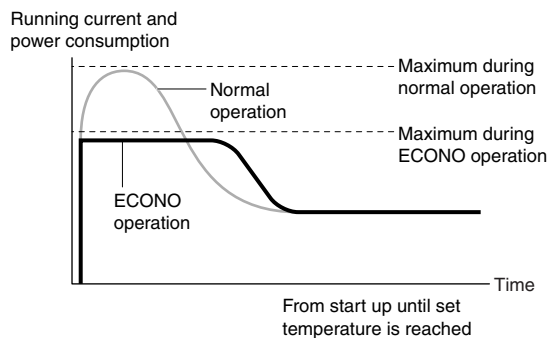 Running current and
power consumption
Maximum during
normal operation
Normal
operation
Maximum during
ECONO operation
ECONO
operation
Time
From start up until set
temperature is reached